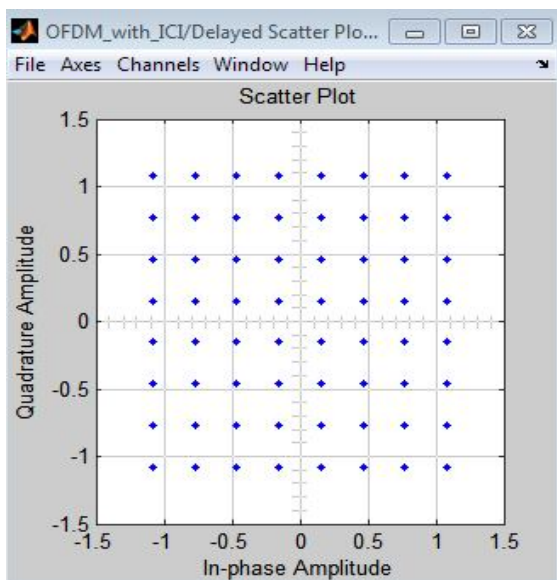 OFDM_with_ICI/Delayed Scatter Plo...
File Axes Channels Window Help
Scatter Plot
1.5
1
0.5
0
-0.5
-1
-1.5
Quadrature Amplitude
-1.5 -1 -0.5 0 0.5 1 1.5
In-phase Amplitude